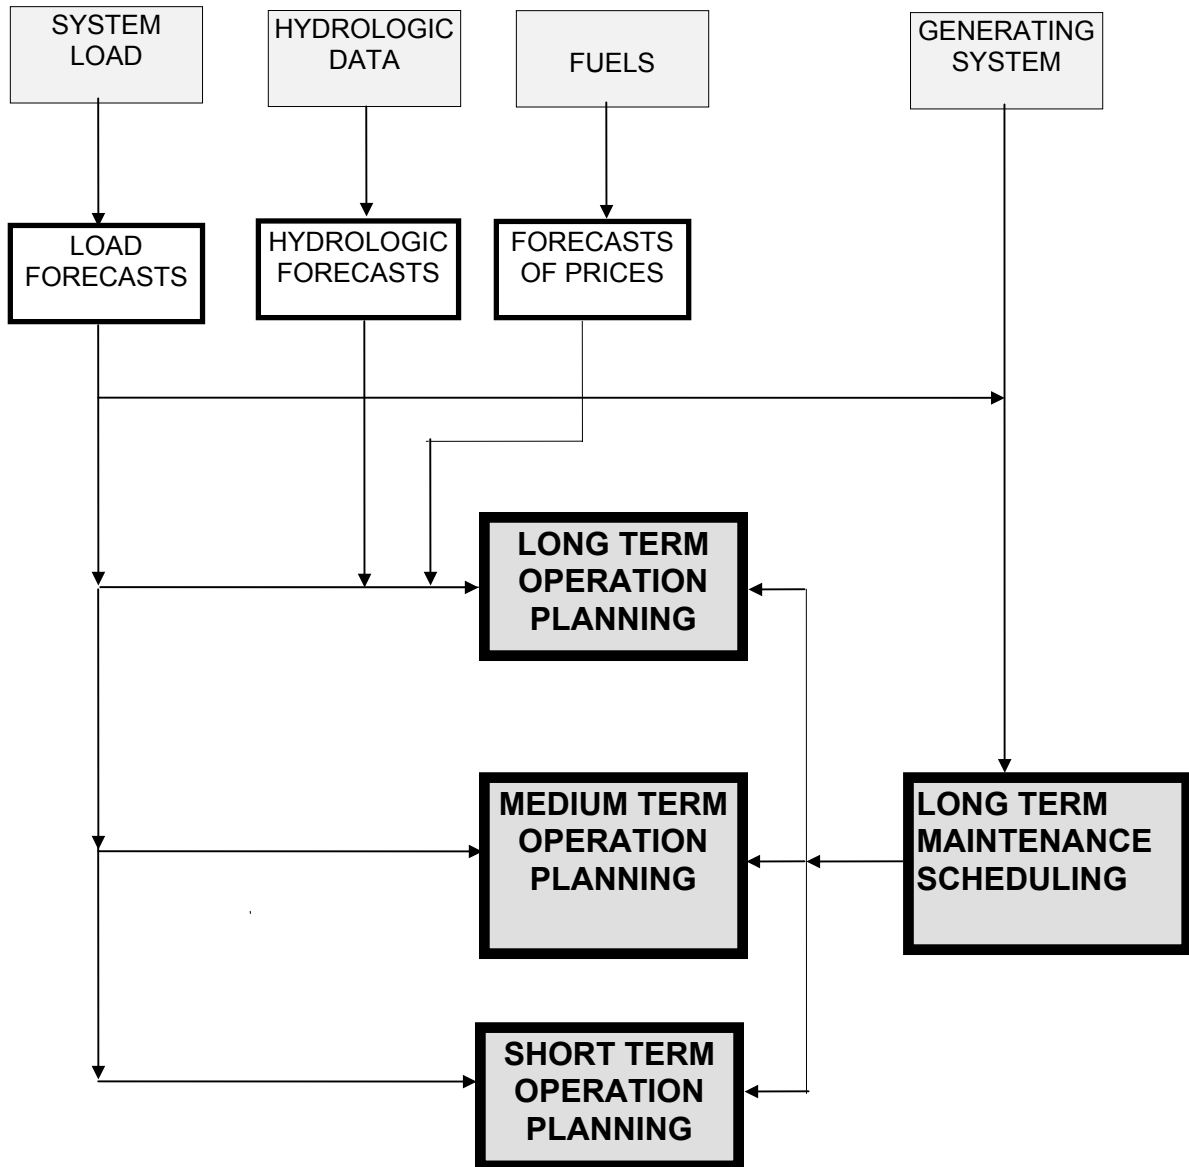 SYSTEM
LOAD
HYDROLOGIC
DATA
FUELS
GENERATING
SYSTEM
LOAD
FORECASTS
HYDROLOGIC
FORECASTS
FORECASTS
OF PRICES
LONG TERM
OPERATION
PLANNING
MEDIUM TERM
OPERATION
PLANNING
LONG TERM
MAINTENANCE
SCHEDULING
SHORT TERM
OPERATION
PLANNING